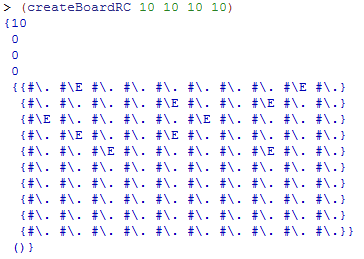 > (createBoardRC 10 10 10 10)
{10
0
0
0
{{#\. #\E #\. #\. #\. #\. #\. #\. #\E #\.}
{#\. #\. #\. #\. #\E #\. #\. #\E #\. #\.}
{#\E #\. #\. #\. #\. #\E #\. #\. #\. #\.}
{#\. #\E #\. #\. #\E #\. #\. #\. #\. #\.}
{#\. #\. #\E #\. #\. #\. #\. #\E #\. #\.}
{#\. #\. #\. #\. #\. #\. #\. #\. #\. #\.}
{#\. #\. #\. #\. #\. #\. #\. #\. #\. #\.}
{#\. #\. #\. #\. #\. #\. #\. #\. #\. #\.}
{#\. #\. #\. #\. #\. #\. #\. #\. #\. #\.}
{#\. #\. #\. #\. #\. #\. #\. #\. #\. #\.}}
()}